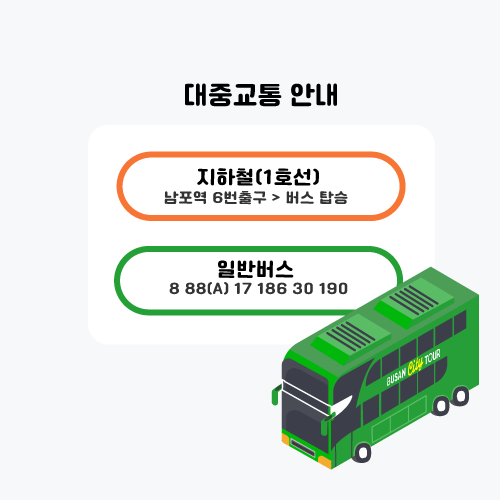 대중교통 안내
지하철(1호선)
남포역 6번출구 > 버스 탑승
일반버스
8 88(A) 17 186 30 190
BUSAN City TOUR